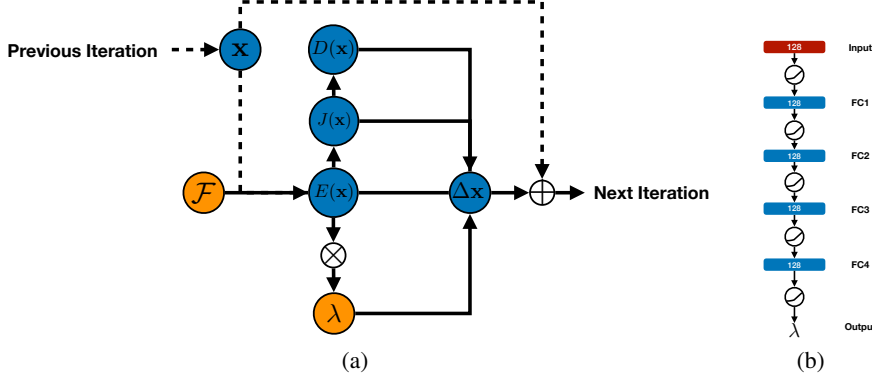 Previous Iteration
x
D(x)
J(x)
F
E(x)
Δx
Next Iteration
λ
(a)
128
Input
128
FC1
128
FC2
128
FC3
128
FC4
λ
Outpu
(b)